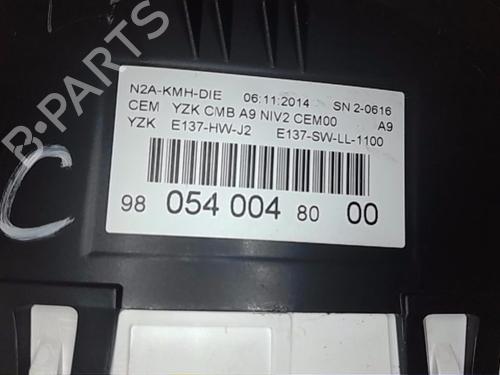 B-PARTS
N2A-KMH-DIE 06:11:2014 SN 2-0616
CEM YZK CMB A9 NIV2 CEM00 A9
YZK E137-HW-J2 E137-SW-LL-1100
98 054 004 80 00
C